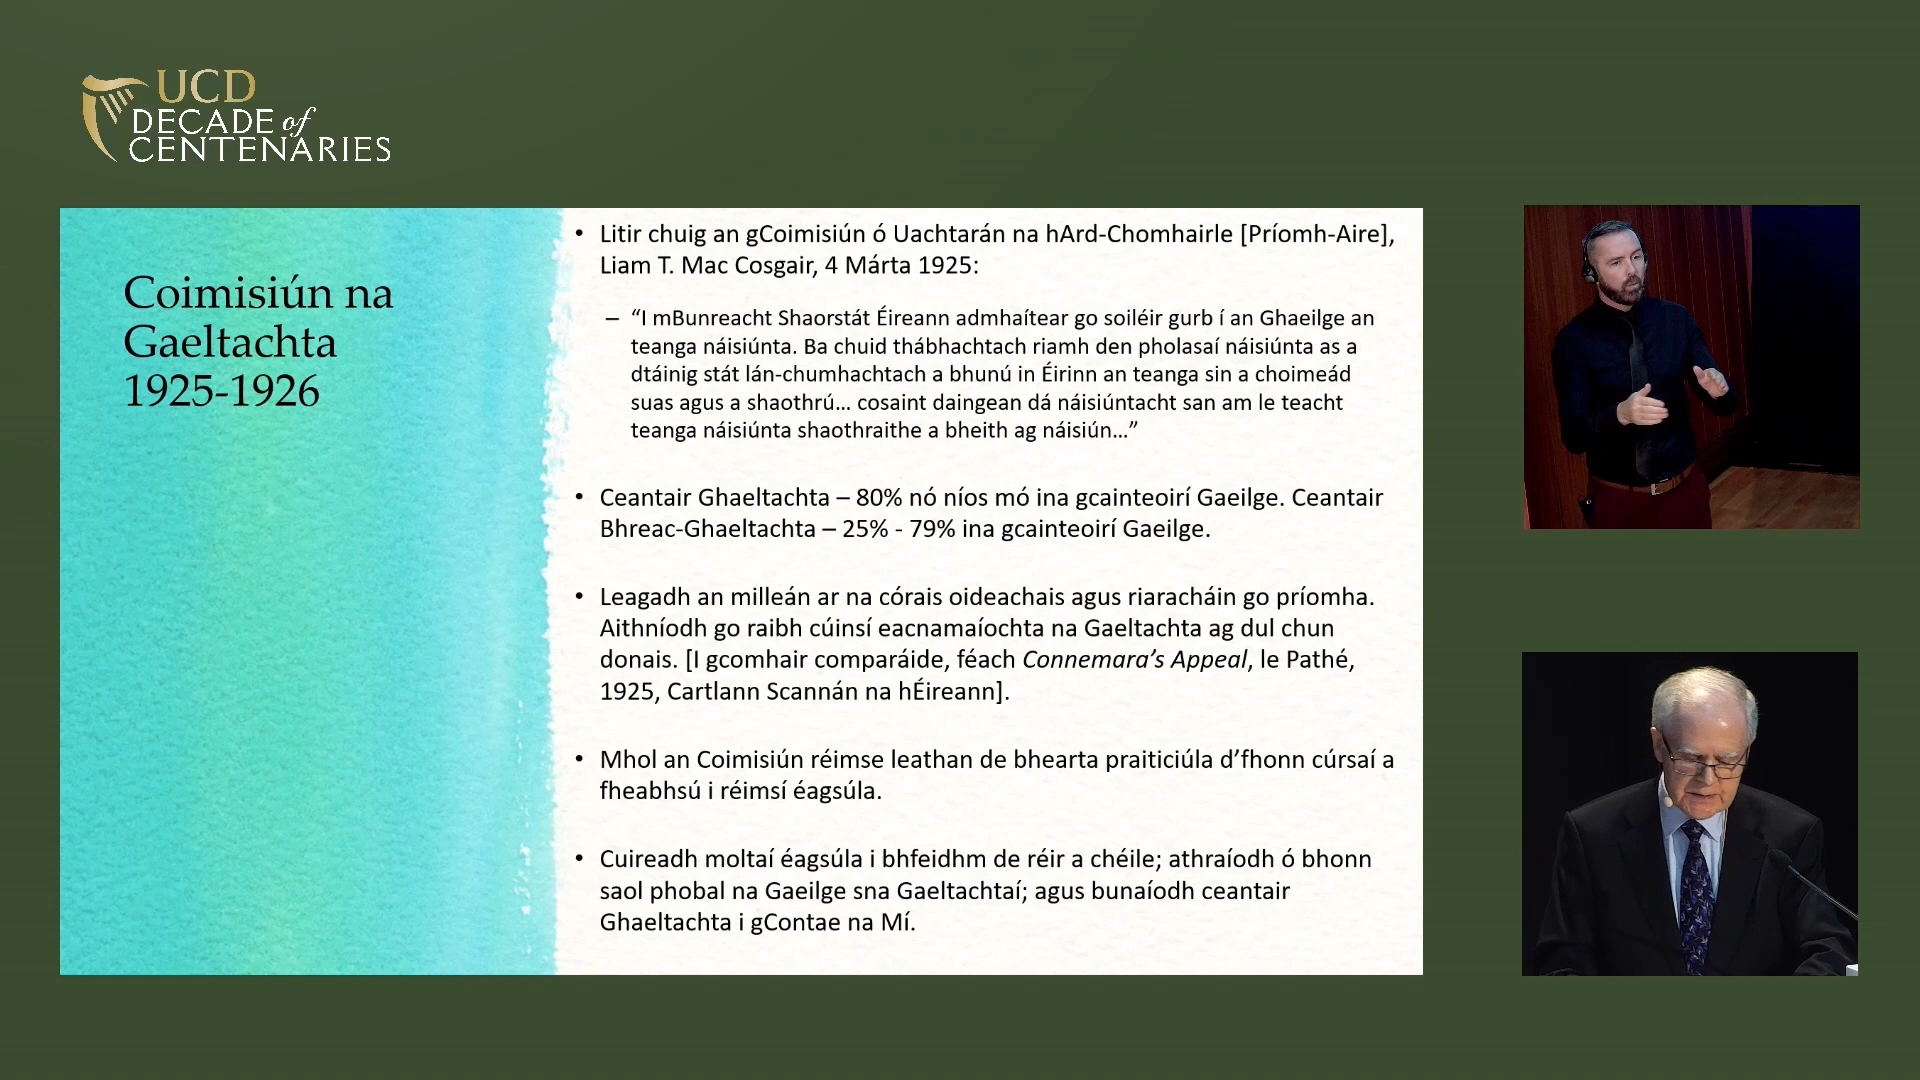 UCD
DECADE of
CENTENARIES
Coimisiún na
Gaeltachta
1925-1926
• Litir chuig an gCoimisiún ó Uachtarán na hArd-Chomhairle [Príomh-Aire],
Liam T. Mac Cosgair, 4 Márta 1925:
– “I mBunreacht Shaorstát Éireann admhaítear go soiléir gurb í an Ghaeilge an
teanga náisiúnta. Ba chuid thábhachtach riamh den pholasaí náisiúnta as a
dtáinig stát lán-chumhachtach a bhunú in Éirinn an teanga sin a choimeád
suas agus a shaothrú… cosaint daingean dá náisiúntacht san am le teacht
teanga náisiúnta shaothraithe a bheith ag náisiún…”
• Ceantair Ghaeltachta – 80% nó níos mó ina gcainteoirí Gaeilge. Ceantair
Bhreac-Ghaeltachta – 25% - 79% ina gcainteoirí Gaeilge.
• Leagadh an milleán ar na córais oideachais agus riaracháin go príomha.
Aithníodh go raibh cúinsí eacnamaíochta na Gaeltachta ag dul chun
donais. [I gcomhair comparáide, féach Connemara’s Appeal, le Pathé,
1925, Cartlann Scannán na hÉireann].
• Mhol an Coimisiún réimse leathan de bhearta praiticiúla d’fhonn cúrsaí a
fheabhsú i réimsí éagsúla.
• Cuireadh moltaí éagsúla i bhfeidhm de réir a chéile; athraíodh ó bhonn
saol phobal na Gaeilge sna Gaeltachtaí; agus bunaíodh ceantair
Ghaeltachta i gContae na Mí.